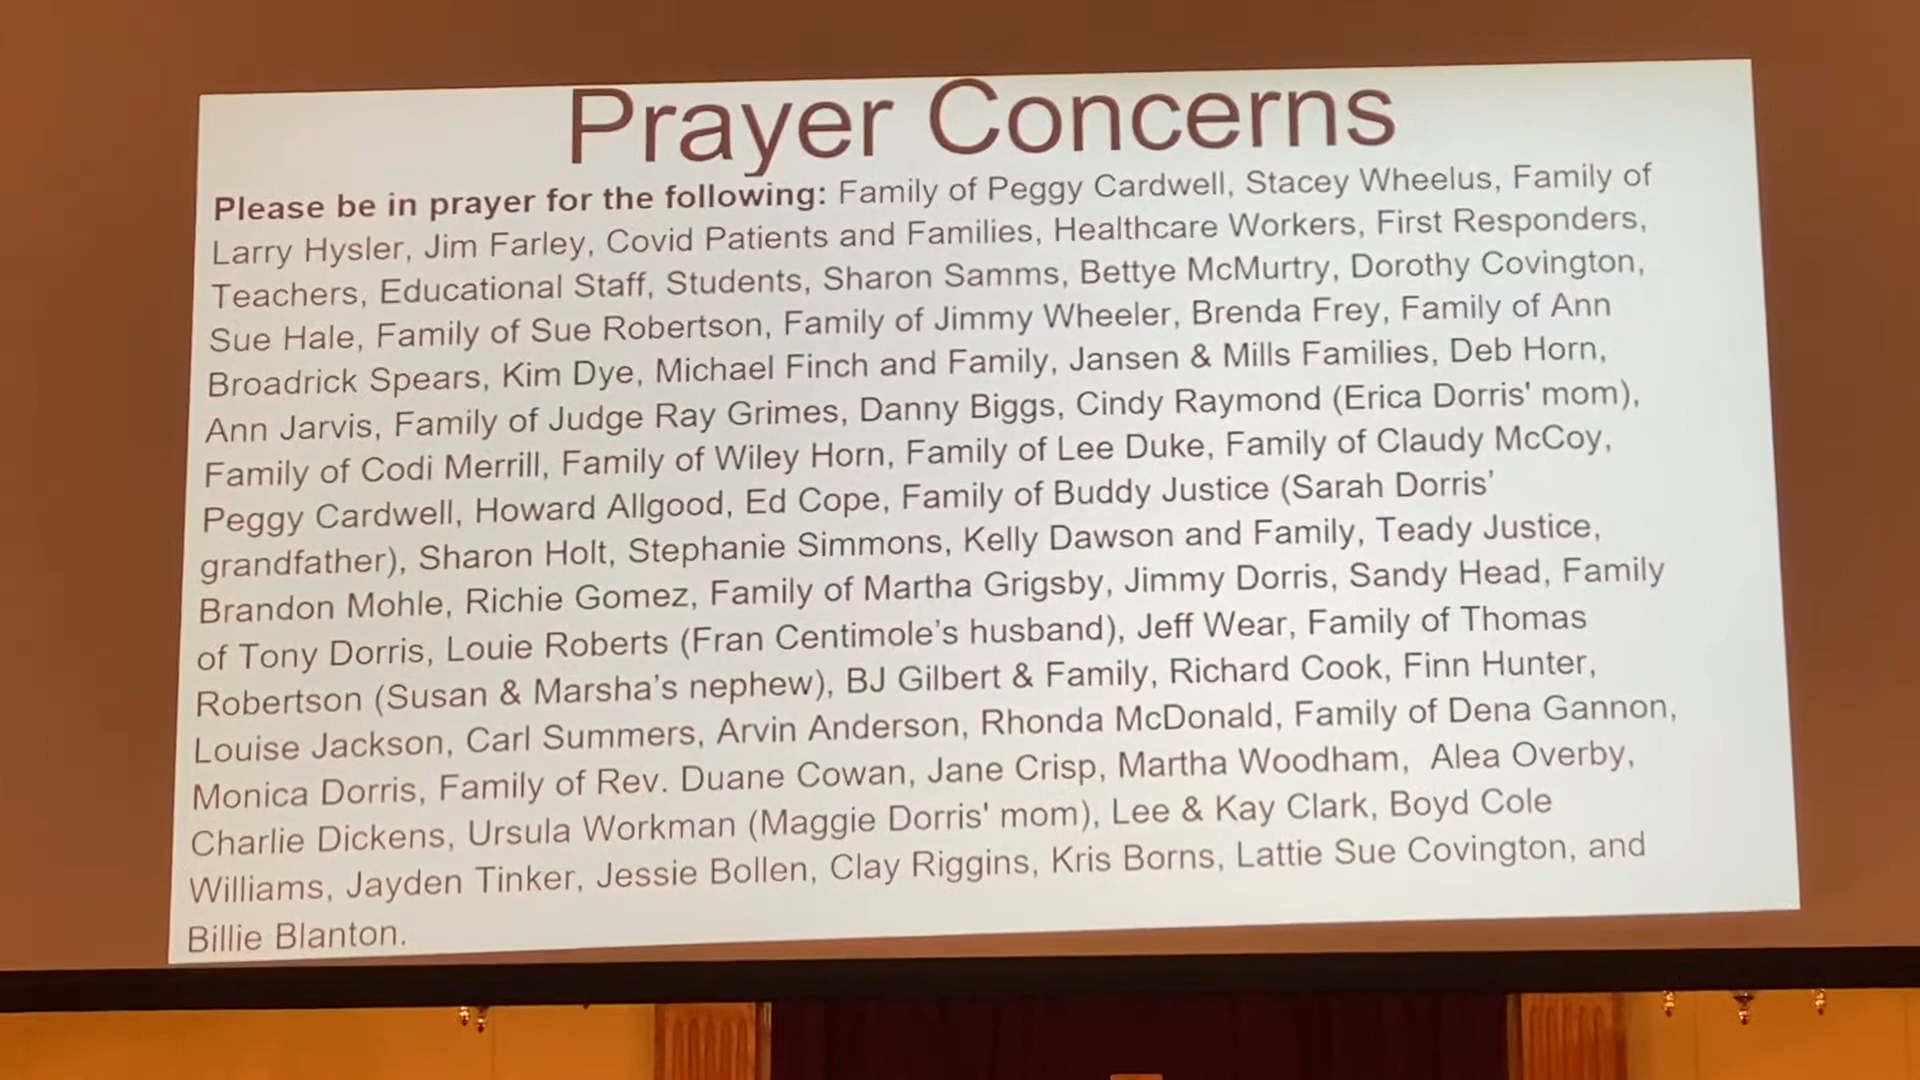 Prayer Concerns
Please be in prayer for the following: Family of Peggy Cardwell, Stacey Wheelus, Family of
Larry Hysler, Jim Farley, Covid Patients and Families, Healthcare Workers, First Responders,
Teachers, Educational Staff, Students, Sharon Samms, Bettye McMurtry, Dorothy Covington,
Sue Hale, Family of Sue Robertson, Family of Jimmy Wheeler, Brenda Frey, Family of Ann
Broadrick Spears, Kim Dye, Michael Finch and Family, Jansen & Mills Families, Deb Horn,
Ann Jarvis, Family of Judge Ray Grimes, Danny Biggs, Cindy Raymond (Erica Dorris' mom),
Family of Codi Merrill, Family of Wiley Horn, Family of Lee Duke, Family of Claudy McCoy,
Peggy Cardwell, Howard Allgood, Ed Cope, Family of Buddy Justice (Sarah Dorris’
grandfather), Sharon Holt, Stephanie Simmons, Kelly Dawson and Family, Teady Justice,
Brandon Mohle, Richie Gomez, Family of Martha Grigsby, Jimmy Dorris, Sandy Head, Family
of Tony Dorris, Louie Roberts (Fran Centimole’s husband), Jeff Wear, Family of Thomas
Robertson (Susan & Marsha’s nephew), BJ Gilbert & Family, Richard Cook, Finn Hunter,
Louise Jackson, Carl Summers, Arvin Anderson, Rhonda McDonald, Family of Dena Gannon,
Monica Dorris, Family of Rev. Duane Cowan, Jane Crisp, Martha Woodham, Alea Overby,
Charlie Dickens, Ursula Workman (Maggie Dorris' mom), Lee & Kay Clark, Boyd Cole
Williams, Jayden Tinker, Jessie Bollen, Clay Riggins, Kris Borns, Lattie Sue Covington, and
Billie Blanton.